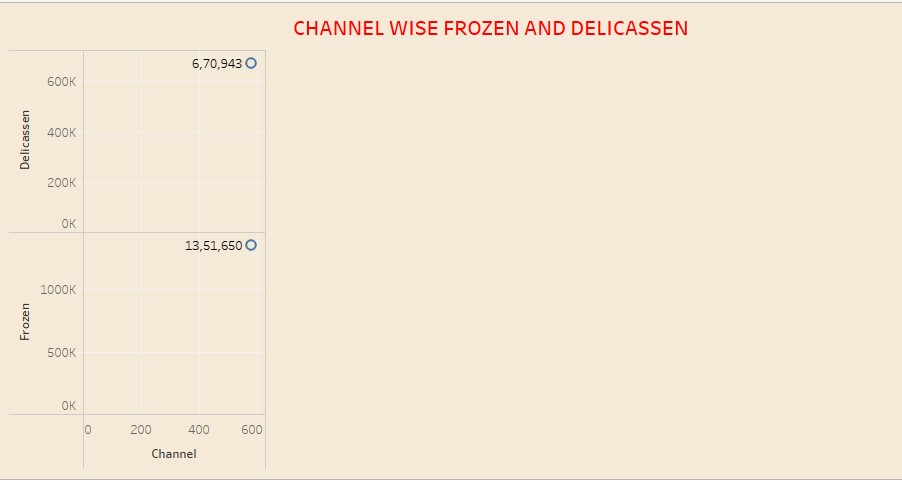 CHANNEL WISE FROZEN AND DELICASSEN
6,70,943
600K
400K
200K
0K
Delicassen
13,51,650
1000K
500K
0K
Frozen
0 200 400 600
Channel